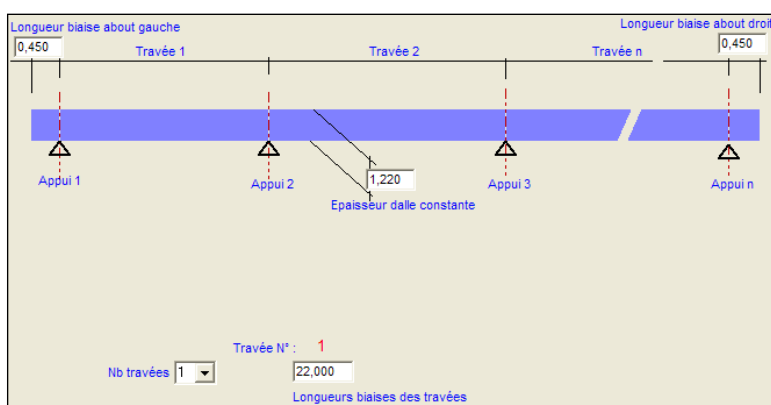 Longueur biaise about gauche
Longueur biaise about droit
0,450
0,450
Travée 1
Travée 2
Travée n
Appui 1
Appui 2
1,220
Appui 3
Appui n
Epaisseur dalle constante
Travée N° : 1
Nb travées 1
22,000
Longueurs biaises des travées